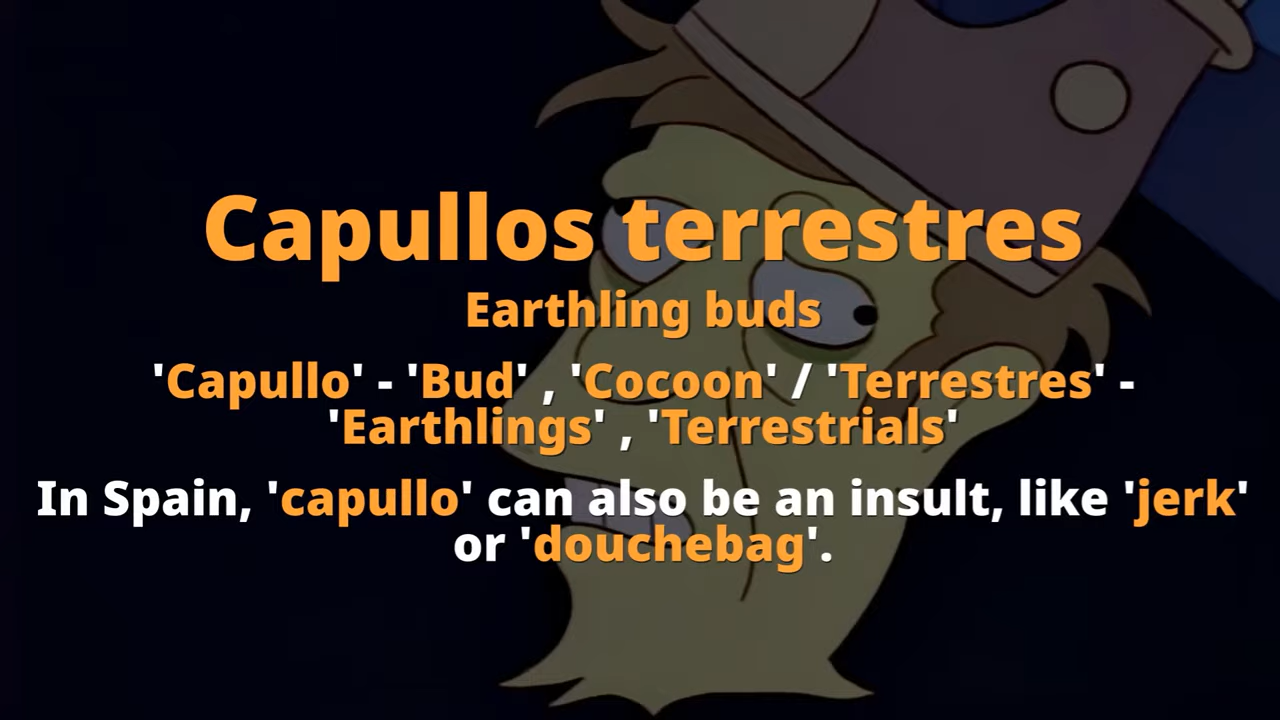 Capullos terrestres
Earthling buds
'Capullo' - 'Bud' , 'Cocoon' / 'Terrestres' -
'Earthlings' , 'Terrestrials'
In Spain, 'capullo' can also be an insult, like 'jerk'
or 'douchebag'.